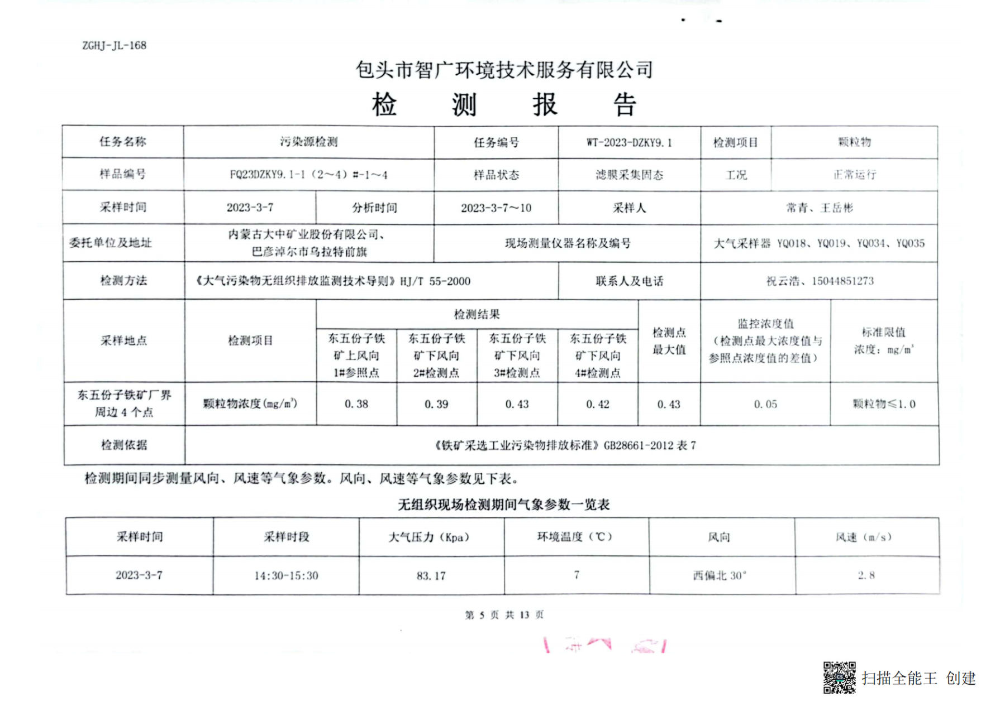 ZGHJ-JL-168
包头市智广环境技术服务有限公司
检 测 报 告
任务名称 污染源检测 任务编号 WT-2023-DZKY9.1 检测项目 颗粒物
样品编号 FQ23DZKY9.1-1（2～4）#-1～4 样品状态 滤膜采集固态 工况 正常运行
采样时间 2023-3-7 分析时间 2023-3-7～10 采样人 常青、王岳彬
委托单位及地址 内蒙古大中矿业股份有限公司、
巴彦淖尔市乌拉特前旗 现场测量仪器名称及编号 大气采样器 YQ018、YQ019、YQ034、YQ035
检测方法 《大气污染物无组织排放监测技术导则》HJ/T 55-2000 联系人及电话 祝云浩、15044851273
采样地点 检测项目 检测结果
东五份子铁
矿上风向
1#参照点
东五份子铁
矿下风向
2#检测点
东五份子铁
矿下风向
3#检测点
东五份子铁
矿下风向
4#检测点
检测点
最大值
监控浓度值
（检测点最大浓度值与
参照点浓度值的差值）
标准限值
浓度：mg/m³
东五份子铁矿厂界
周边 4 个点
颗粒物浓度(mg/m³) 0.38 0.39 0.43 0.42 0.43 0.05 颗粒物≤1.0
检测依据 《铁矿采选工业污染物排放标准》GB28661-2012 表 7
检测期间同步测量风向、风速等气象参数。风向、风速等气象参数见下表。
无组织现场检测期间气象参数一览表
采样时间 采样时段 大气压力（Kpa） 环境温度（℃） 风向 风速（m/s）
2023-3-7 14:30-15:30 83.17 7 西偏北 30° 2.8
第 5 页 共 13 页
扫描全能王 创建